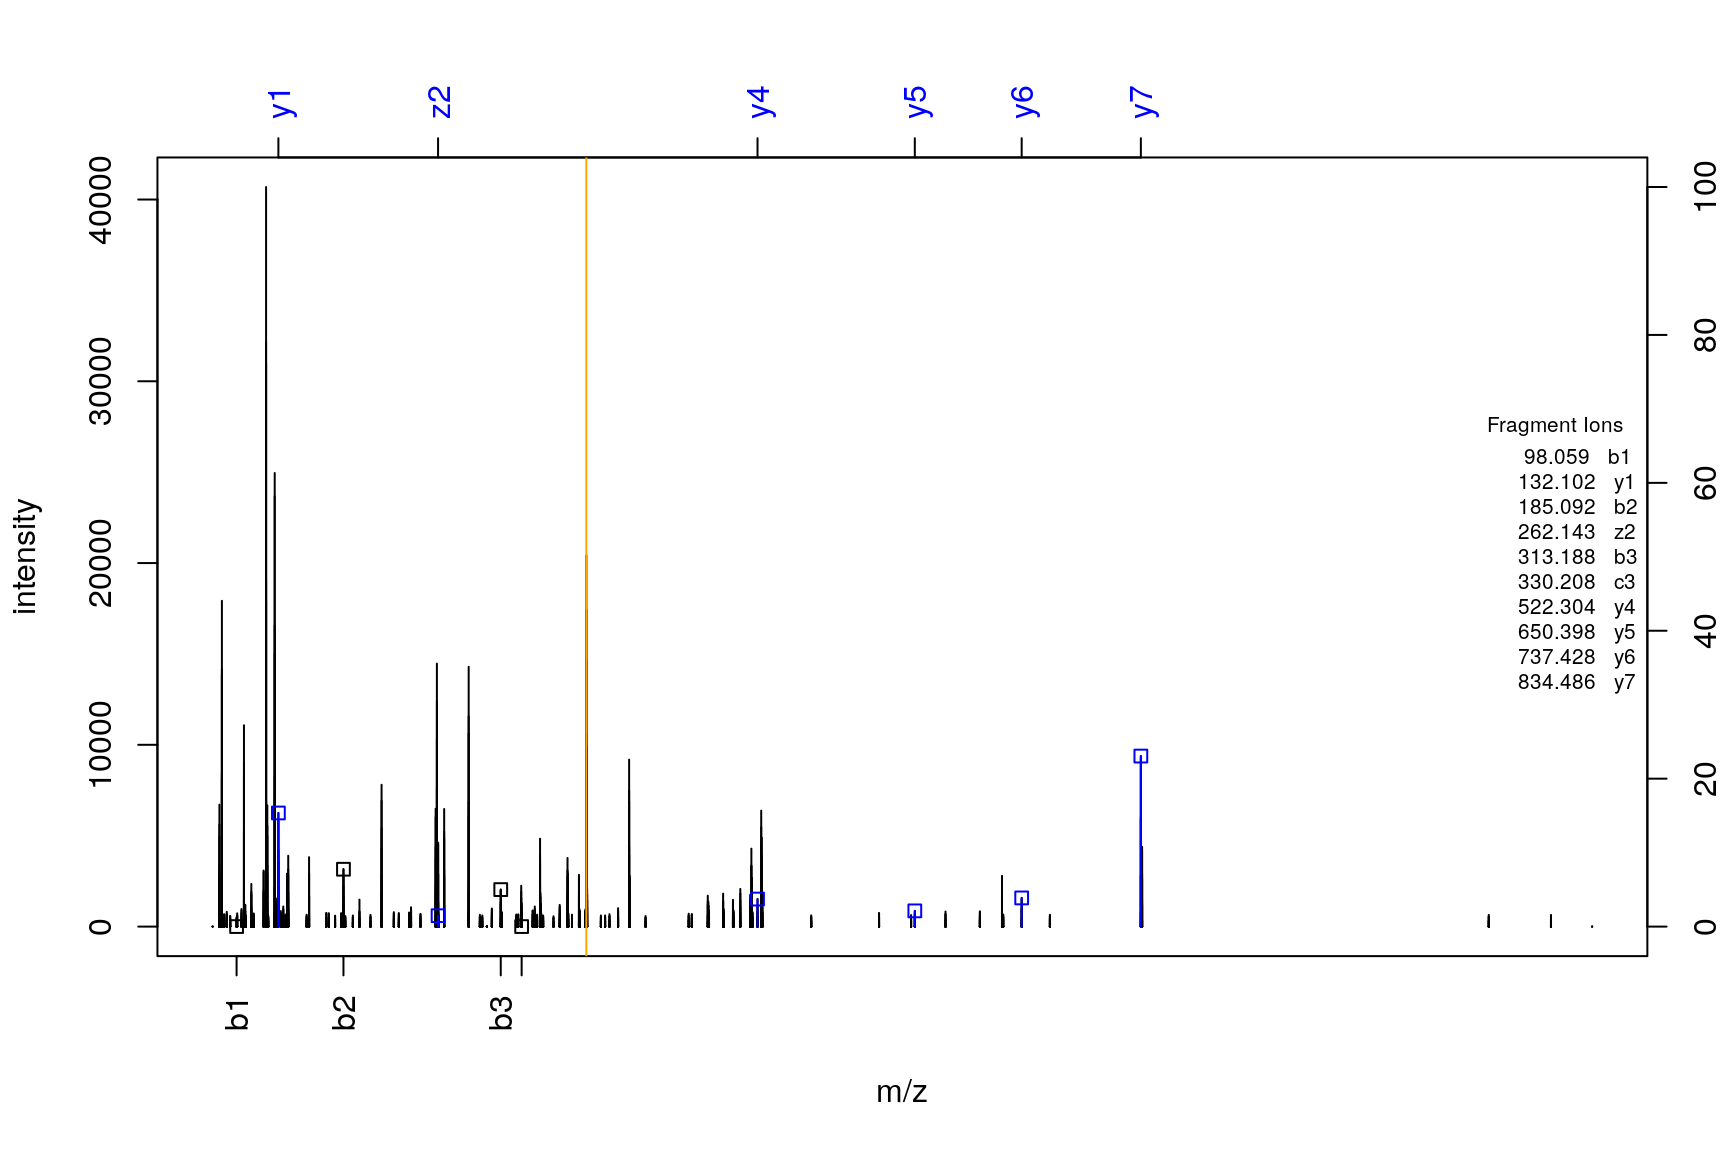 y1
z2
y4
y5
y6
y7
40000
30000
20000
10000
0
intensity
100
80
60
40
20
0
Fragment Ions
98.059 b1
132.102 y1
185.092 b2
262.143 z2
313.188 b3
330.208 c3
522.304 y4
650.398 y5
737.428 y6
834.486 y7
b1
b2
b3
m/z